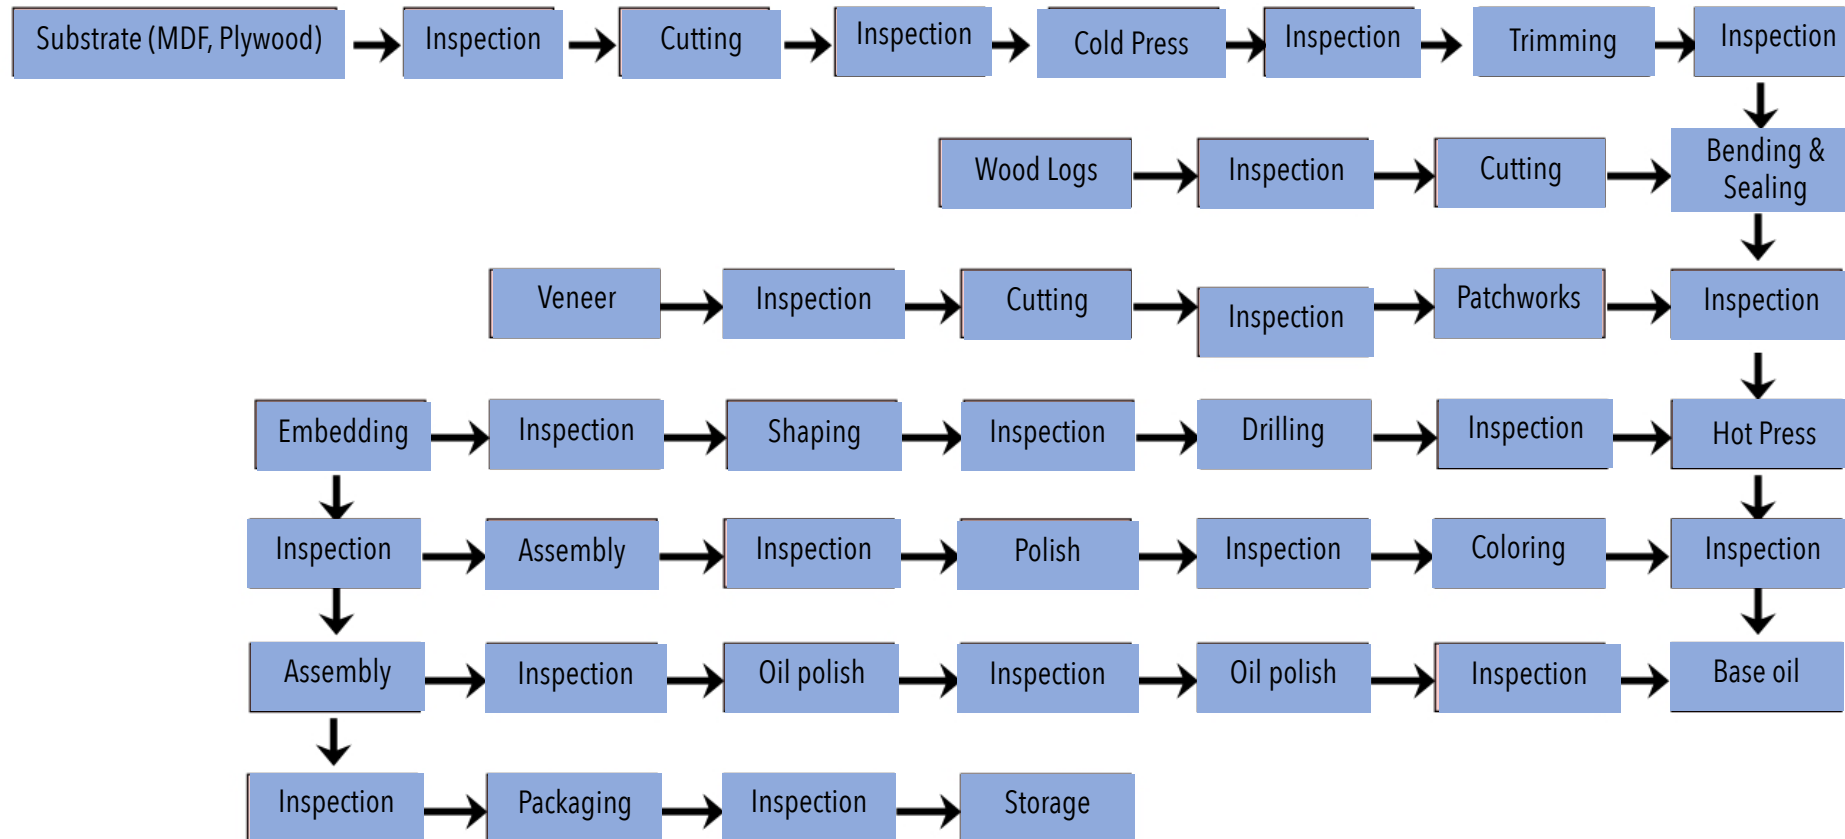 Substrate (MDF, Plywood)
Inspection
Cutting
Inspection
Cold Press
Inspection
Trimming
Inspection
Wood Logs
Inspection
Cutting
Bending &
Sealing
Veneer
Inspection
Cutting
Inspection
Patchworks
Inspection
Embedding
Inspection
Shaping
Inspection
Drilling
Inspection
Hot Press
Inspection
Assembly
Inspection
Polish
Inspection
Coloring
Inspection
Assembly
Inspection
Oil polish
Inspection
Oil polish
Inspection
Base oil
Inspection
Packaging
Inspection
Storage